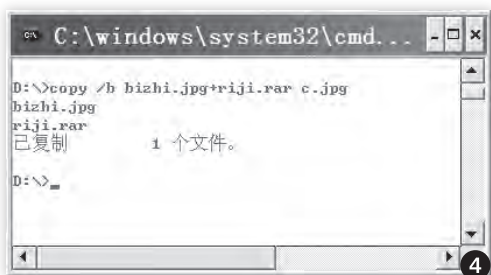 C:\windows\system32\cmd...
D:\>copy /b bizhi.jpg+riji.rar c.jpg
bizhi.jpg
riji.rar
已复制 1 个文件。
D:\>_
4